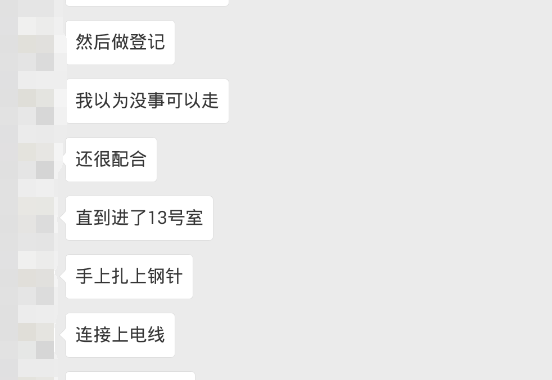 然后做登记
我以为没事可以走
还很配合
直到进了13号室
手上扎上钢针
连接上电线